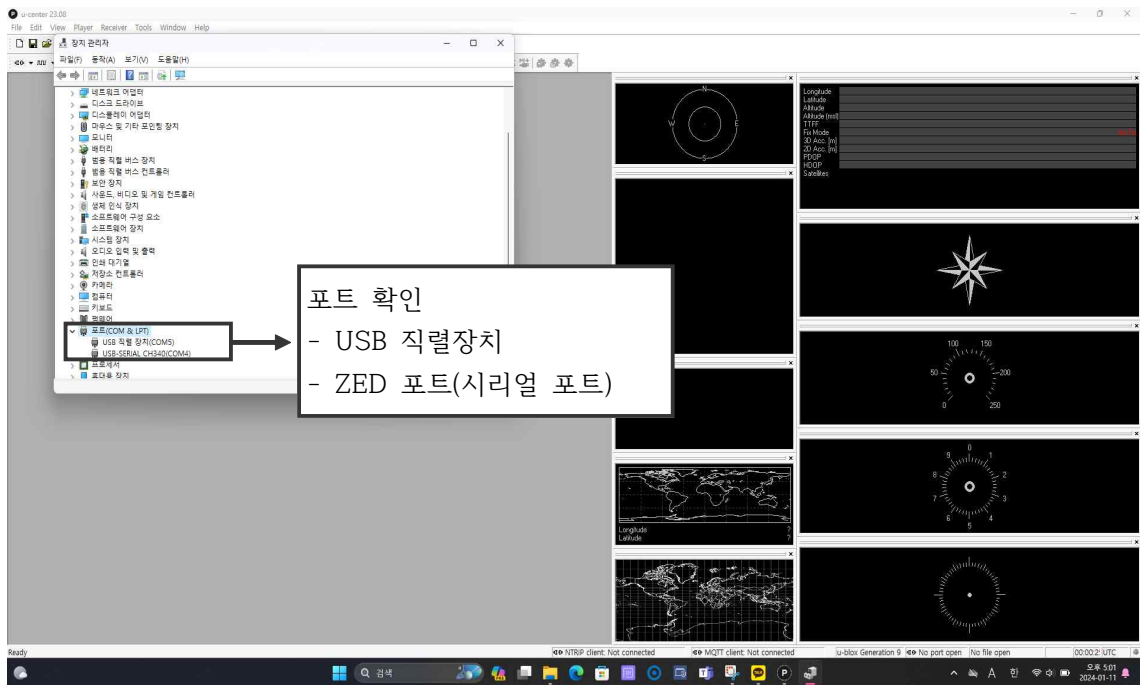 u-center 23.08
File Edit View Player Receiver Tools Window Help
장치 관리자
파일(F) 동작(A) 보기(V) 도움말(H)
네트워크 어댑터
디스크 드라이브
디스플레이 어댑터
마우스 및 기타 포인팅 장치
모니터
배터리
범용 직렬 버스 장치
범용 직렬 버스 컨트롤러
보안 장치
사운드, 비디오 및 게임 컨트롤러
생체 인식 장치
소프트웨어 구성 요소
소프트웨어 장치
시스템 장치
오디오 입력 및 출력
인쇄 대기열
저장소 컨트롤러
카메라
컴퓨터
키보드
펌웨어
포트(COM & LPT)
USB 직렬 장치(COM5)
USB-SERIAL CH340(COM4)
프로세서
휴대용 장치
포트 확인
- USB 직렬장치
- ZED 포트(시리얼 포트)
N
W E
S
Longitude
Latitude
Altitude
Altitude (msl)
TTFF
Fix Mode
3D Acc. [m]
2D Acc. [m]
PDOP
HDOP
Satellites
100 150
50 200
0 250
0
9 1
8 2
7 3
6 4
5
Longitude ?
Latitude ?
Ready
NTRIP client: Not connected
MQTT client: Not connected
u-blox Generation 9
No port open
No file open
00:00:2 UTC
검색
A 한
오후 5:01
2024-01-11